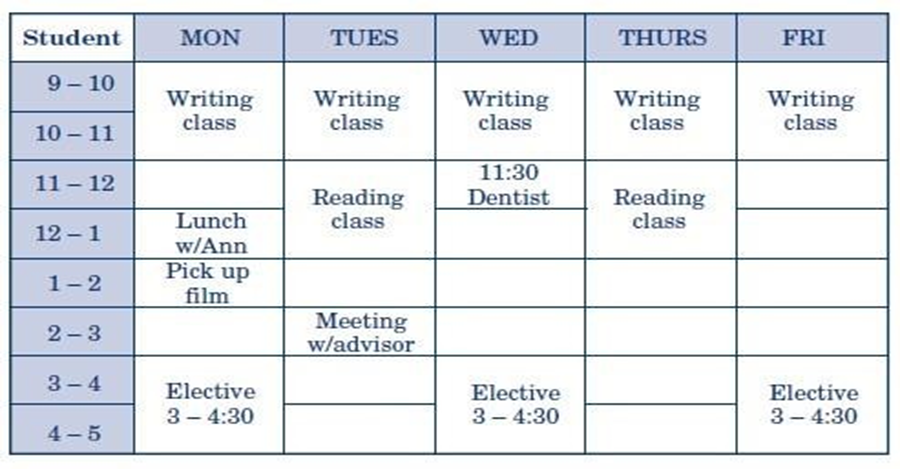 Student MON TUES WED THURS FRI
9 – 10
Writing class Writing class Writing class Writing class Writing class
10 – 11
11 – 12
Reading class
11:30 Dentist
Reading class
12 – 1
Lunch w/Ann
1 – 2
Pick up film
2 – 3
Meeting w/advisor
3 – 4
Elective 3 – 4:30
Elective 3 – 4:30
Elective 3 – 4:30
4 – 5